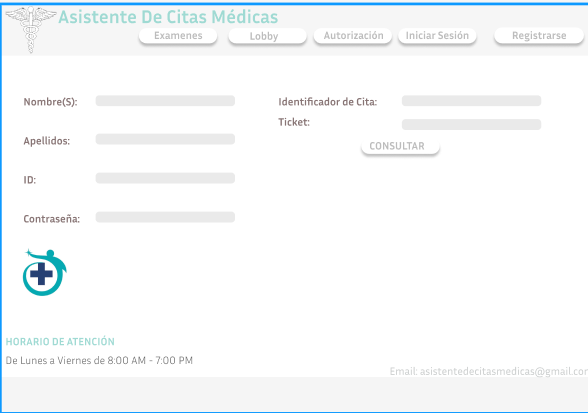 Asistente De Citas Médicas
Examenes Lobby Autorización Iniciar Sesión Registrarse
Nombre(S): Identificador de Cita:
Ticket:
CONSULTAR
Apellidos:
ID:
Contraseña:
HORARIO DE ATENCIÓN
De Lunes a Viernes de 8:00 AM - 7:00 PM
Email: asistentedecitasmedicas@gmail.com